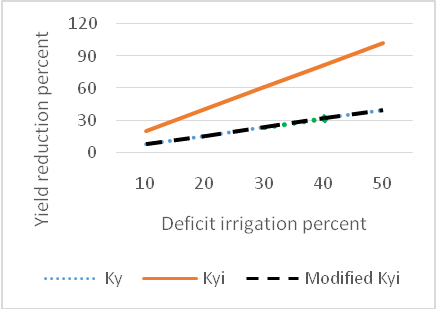 120
90
60
30
0
Yield reduction percent
10 20 30 40 50
Deficit irrigation percent
Ky Kyi Modified Kyi